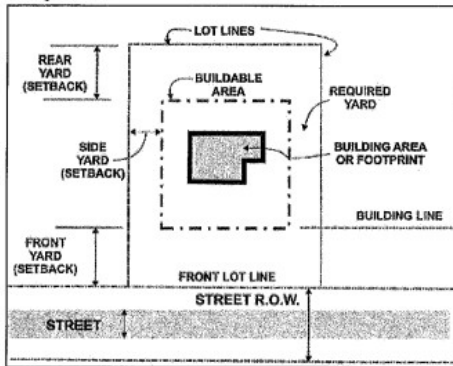 LOT LINES
REAR
YARD
(SETBACK)
BUILDABLE
AREA
REQUIRED
YARD
SIDE
YARD
(SETBACK)
BUILDING AREA
OR FOOTPRINT
BUILDING LINE
FRONT
YARD
(SETBACK)
FRONT LOT LINE
STREET R.O.W.
STREET